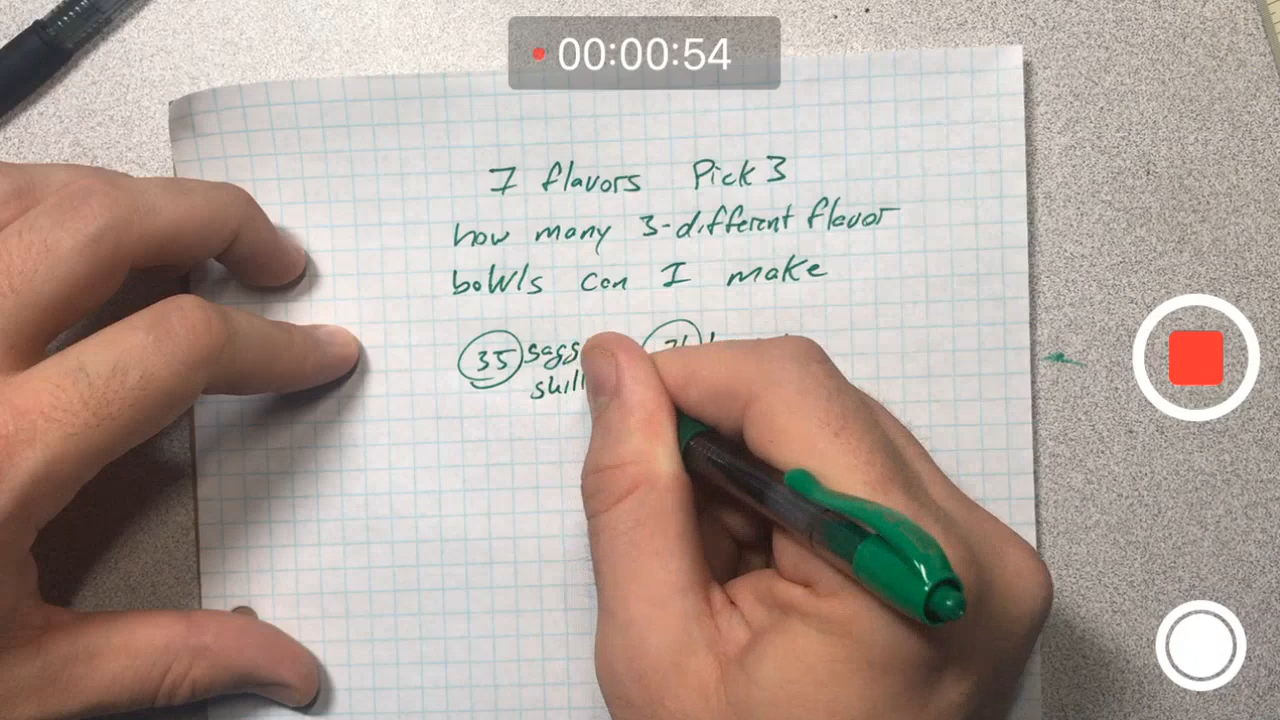 00:00:54
7 flavors Pick 3
how many 3-different flavor
bowls can I make
35